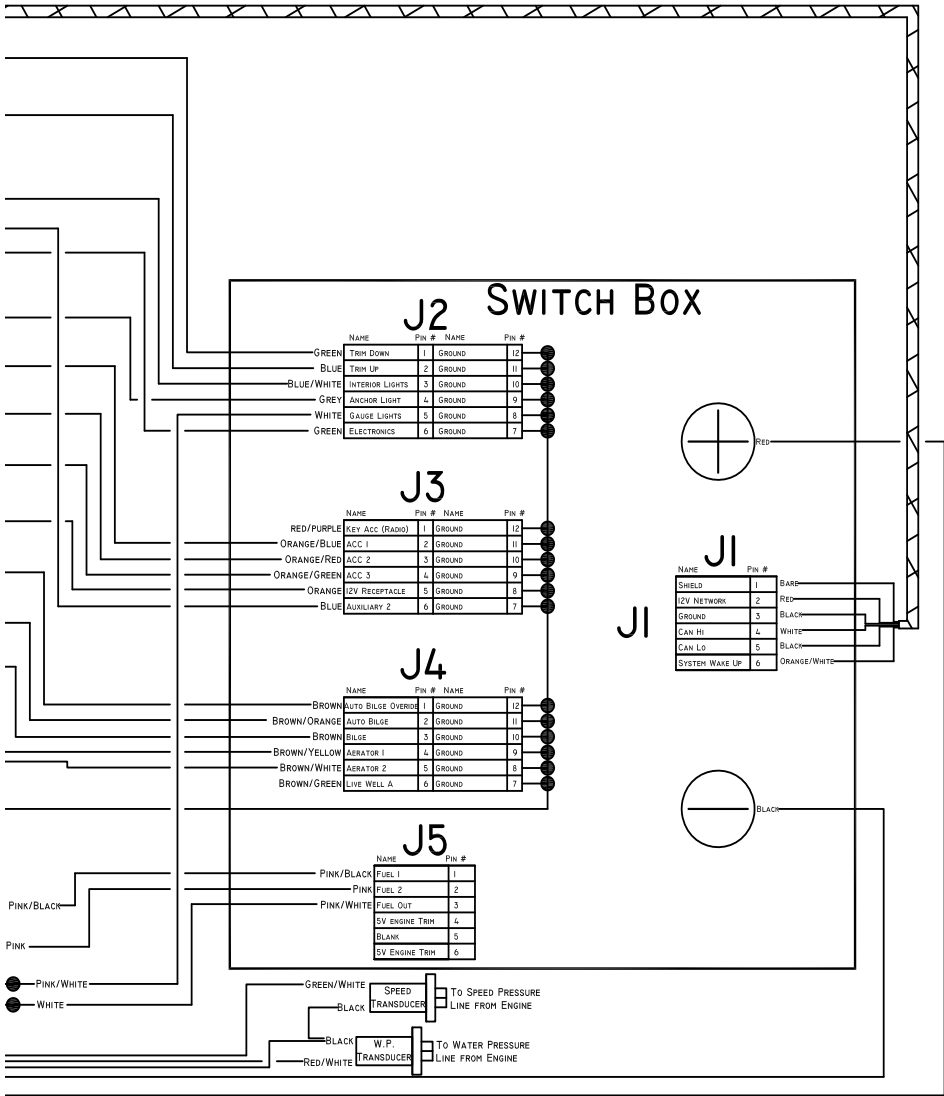 SWITCH BOX
J2
NAME PIN # NAME PIN #
GREEN TRIM DOWN 1 GROUND 12
BLUE TRIM UP 2 GROUND 11
BLUE/WHITE INTERIOR LIGHTS 3 GROUND 10
GREY ANCHOR LIGHT 4 GROUND 9
WHITE GAUGE LIGHTS 5 GROUND 8
GREEN ELECTRONICS 6 GROUND 7
RED
J3
NAME PIN # NAME PIN #
RED/PURPLE KEY ACC (RADIO) 1 GROUND 12
ORANGE/BLUE ACC 1 2 GROUND 11
ORANGE/RED ACC 2 3 GROUND 10
ORANGE/GREEN ACC 3 4 GROUND 9
ORANGE 12V RECEPTACLE 5 GROUND 8
BLUE AUXILIARY 2 6 GROUND 7
J1
J1
NAME PIN #
SHIELD 1 BARE
12V NETWORK 2 RED
GROUND 3 BLACK
CAN HI 4 WHITE
CAN LO 5 BLACK
SYSTEM WAKE UP 6 ORANGE/WHITE
J4
NAME PIN # NAME PIN #
BROWN AUTO BILGE OVERIDE 1 GROUND 12
BROWN/ORANGE AUTO BILGE 2 GROUND 11
BROWN BILGE 3 GROUND 10
BROWN/YELLOW AERATOR 1 4 GROUND 9
BROWN/WHITE AERATOR 2 5 GROUND 8
BROWN/GREEN LIVE WELL A 6 GROUND 7
BLACK
J5
NAME PIN #
PINK/BLACK FUEL 1 1
PINK FUEL 2 2
PINK/WHITE FUEL OUT 3
5V ENGINE TRIM 4
BLANK 5
5V ENGINE TRIM 6
PINK/BLACK
PINK
PINK/WHITE
WHITE
GREEN/WHITE
BLACK
SPEED
TRANSDUCER
TO SPEED PRESSURE
LINE FROM ENGINE
BLACK
RED/WHITE
W.P.
TRANSDUCER
TO WATER PRESSURE
LINE FROM ENGINE